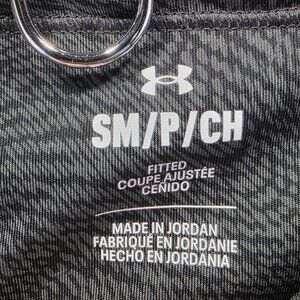 SM/P/CH
FITTED
COUPE AJUSTÉE
CEÑIDO
MADE IN JORDAN
FABRIQUÉ EN JORDANIE
HECHO EN JORDANIA